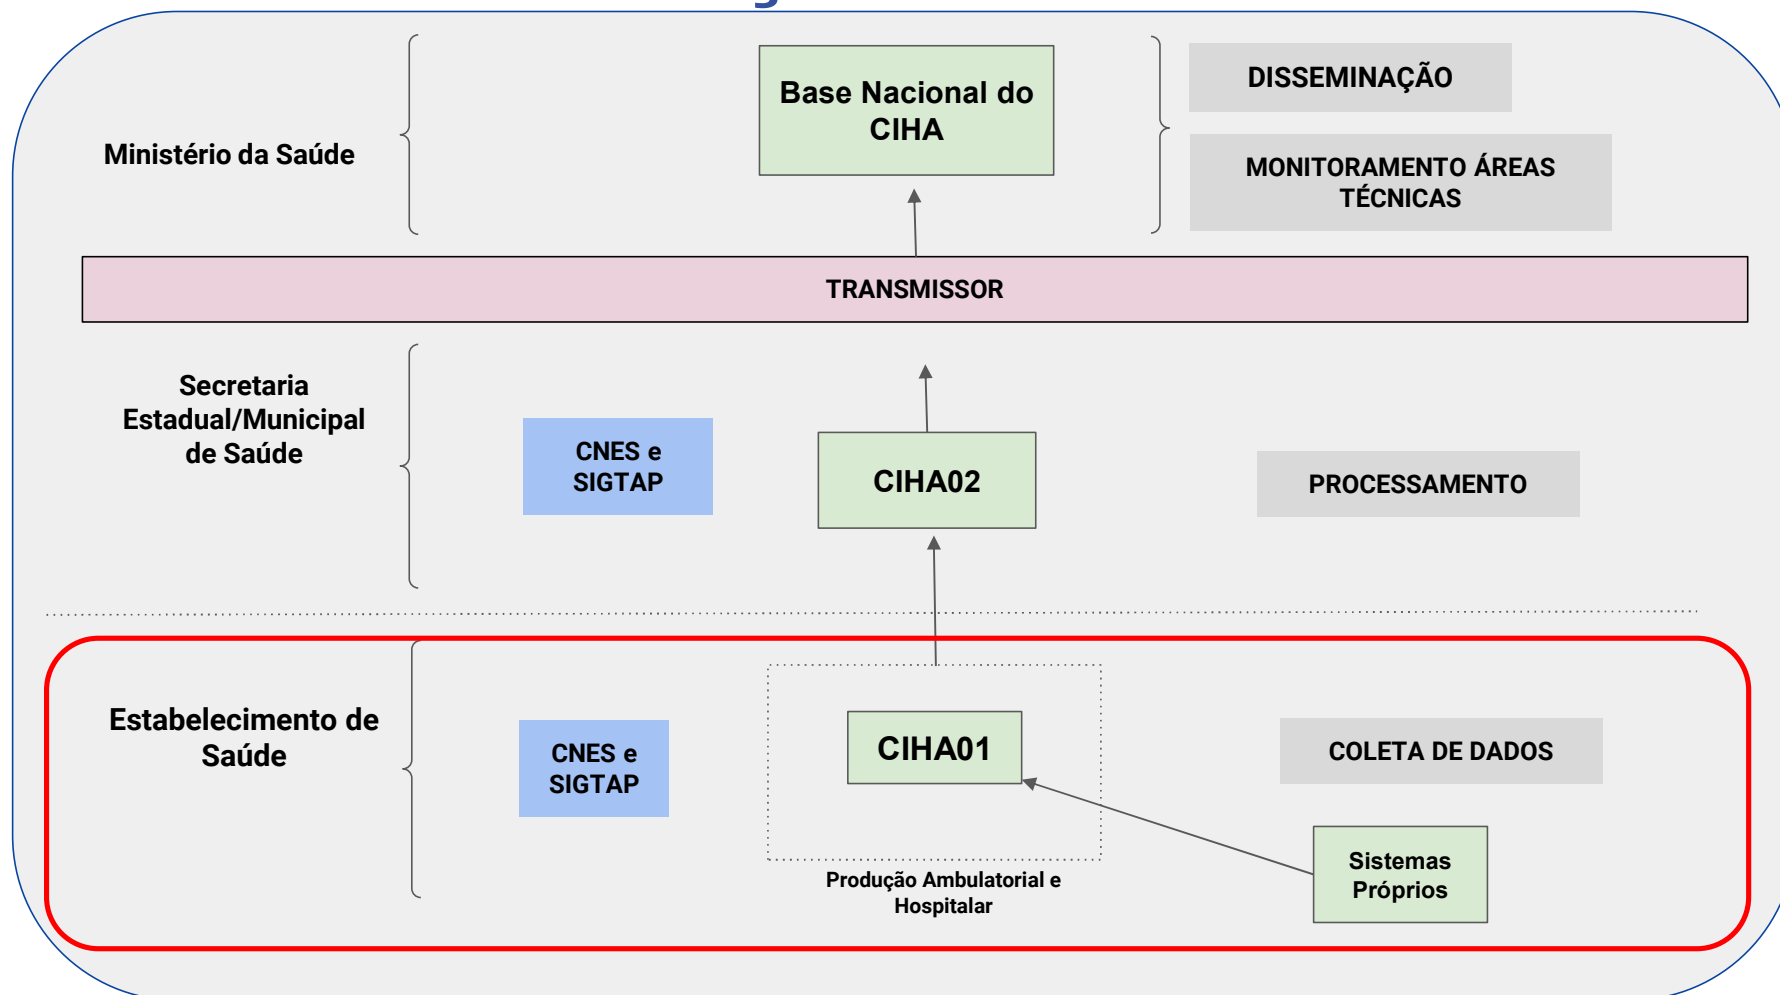 Ministério da Saúde
Base Nacional do
CIHA
DISSEMINAÇÃO
MONITORAMENTO ÁREAS
TÉCNICAS
TRANSMISSOR
Secretaria
Estadual/Municipal
de Saúde
CNES e
SIGTAP
CIHA02
PROCESSAMENTO
Estabelecimento de
Saúde
CNES e
SIGTAP
CIHA01
COLETA DE DADOS
Produção Ambulatorial e
Hospitalar
Sistemas
Próprios